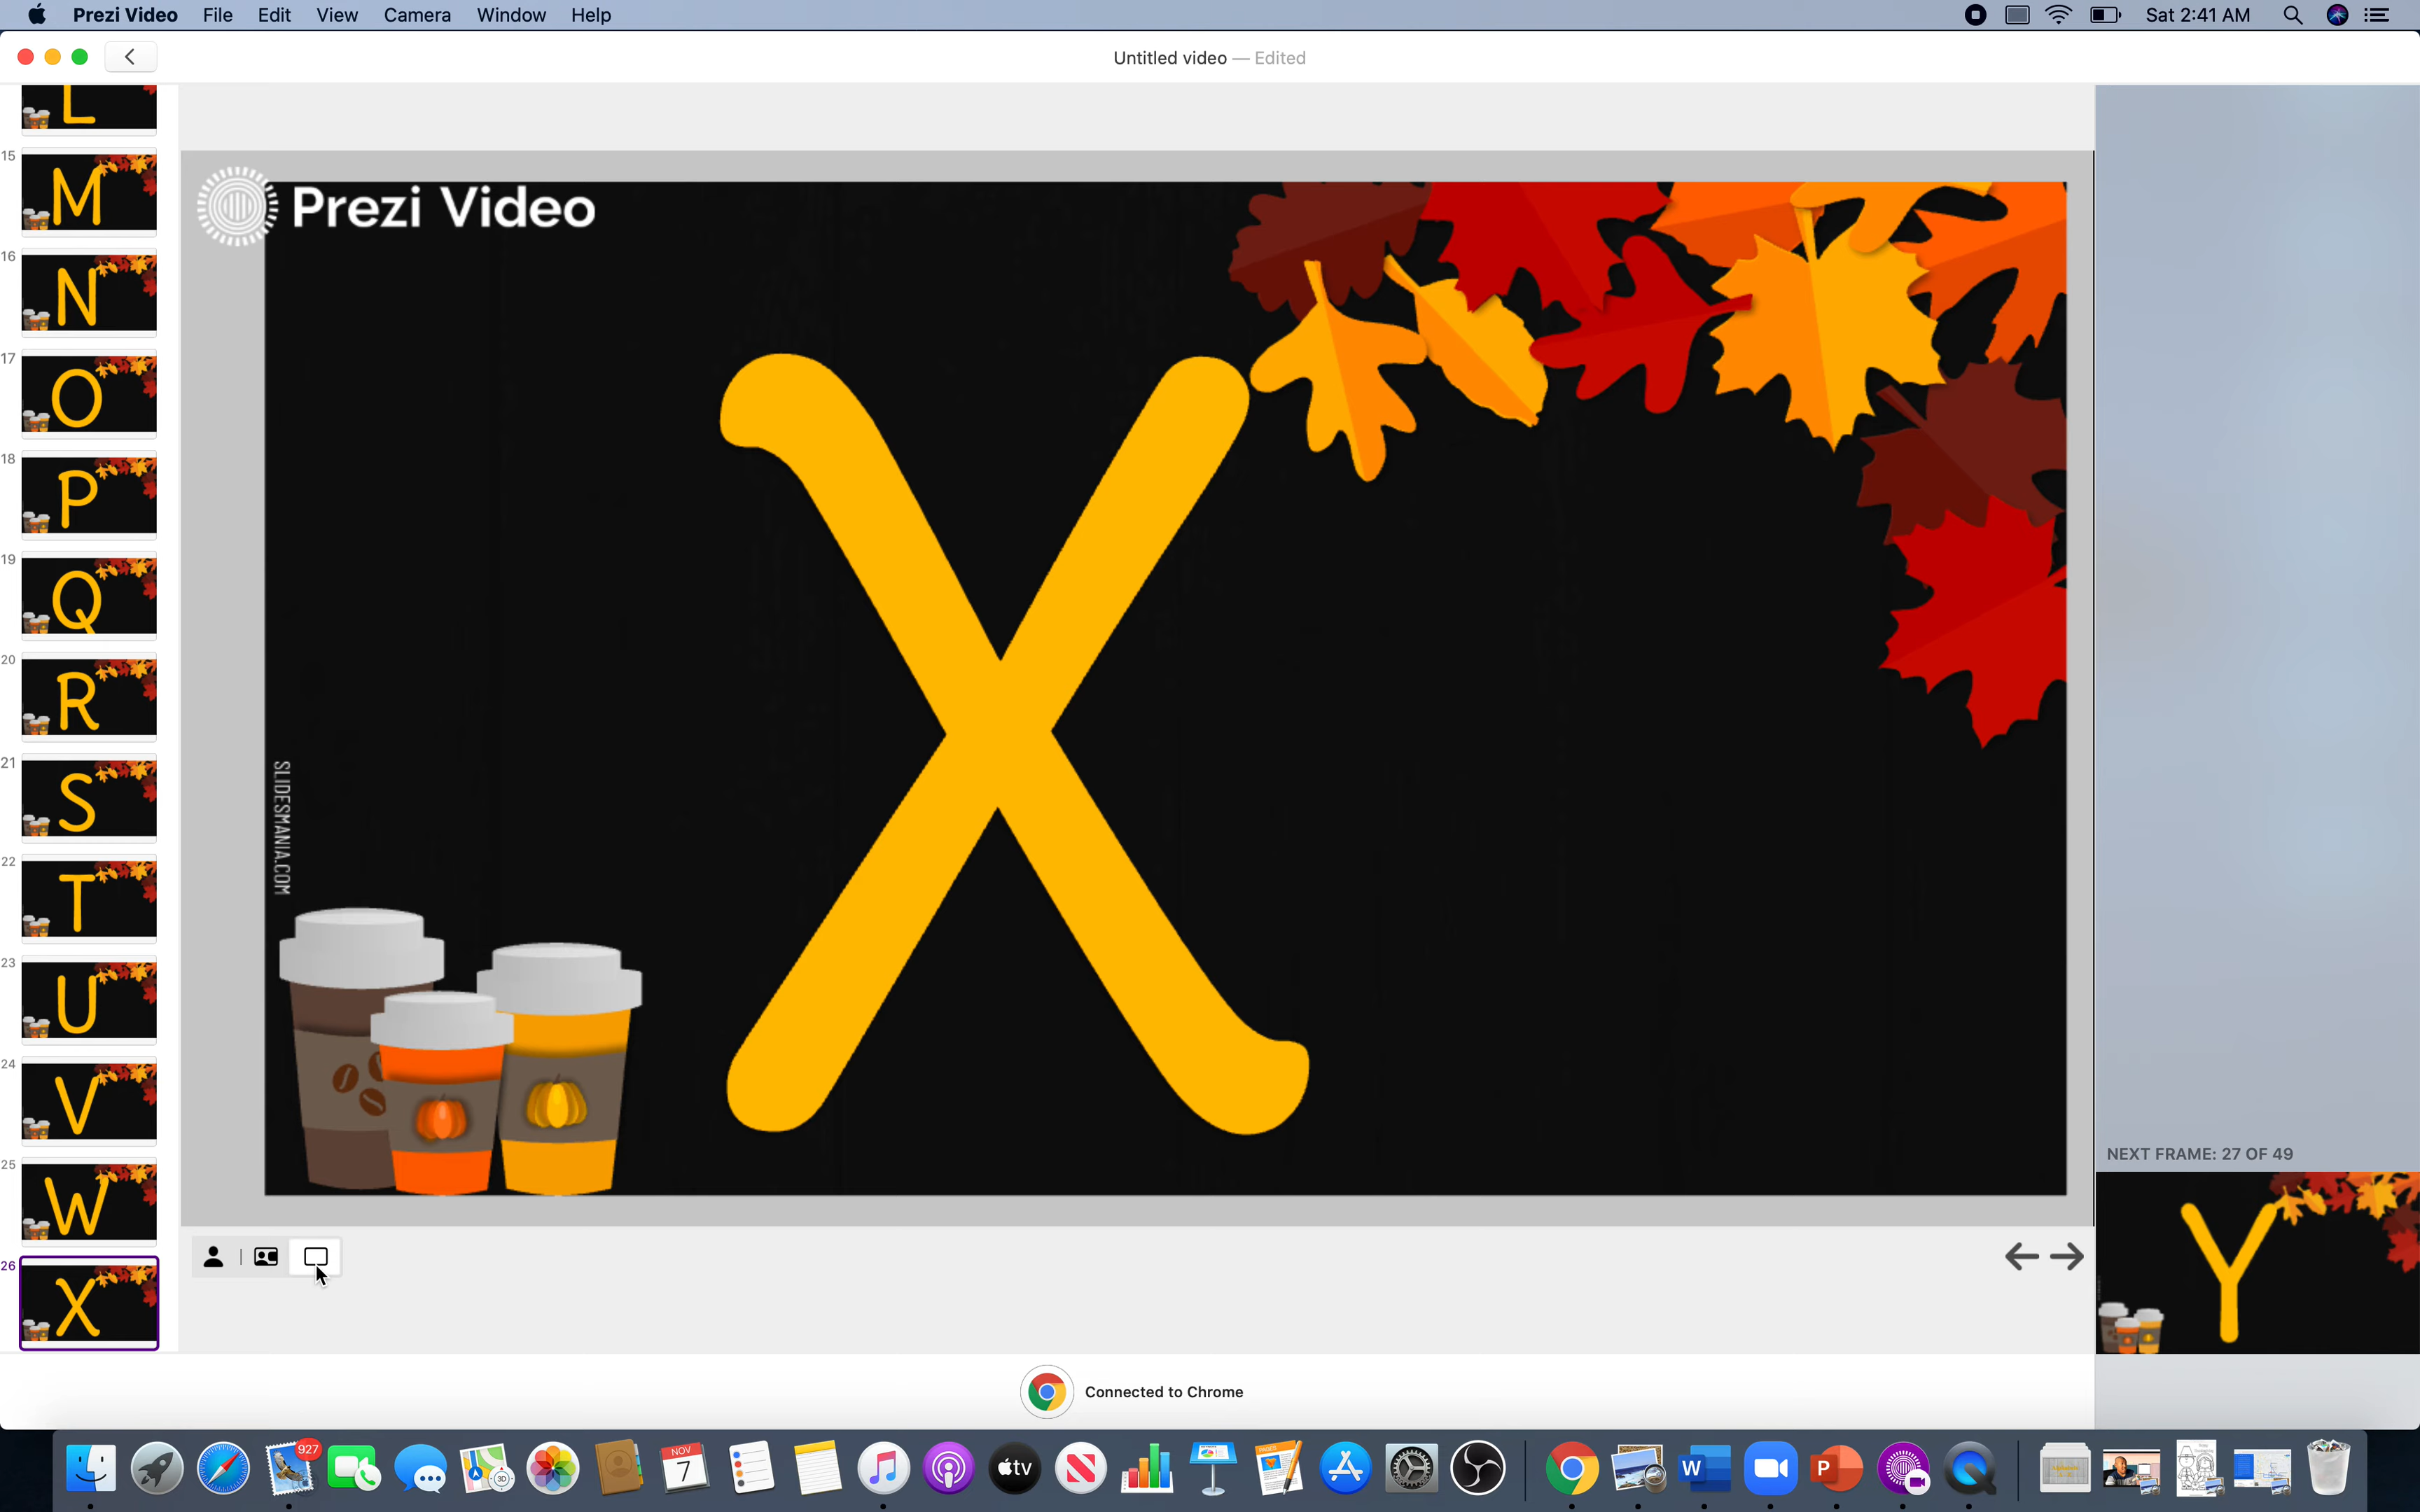 Prezi Video File Edit View Camera Window Help Sat 2:41 AM
Untitled video — Edited
L
15 M
16 N
17 O
18 P
19 Q
20 R
21 S
22 T
23 U
24 V
25 W
26 X
Prezi Video
X
SLIDESMANIA.COM
NEXT FRAME: 27 OF 49
Y
Connected to Chrome
927
3D
NOV
7
tv
W
P